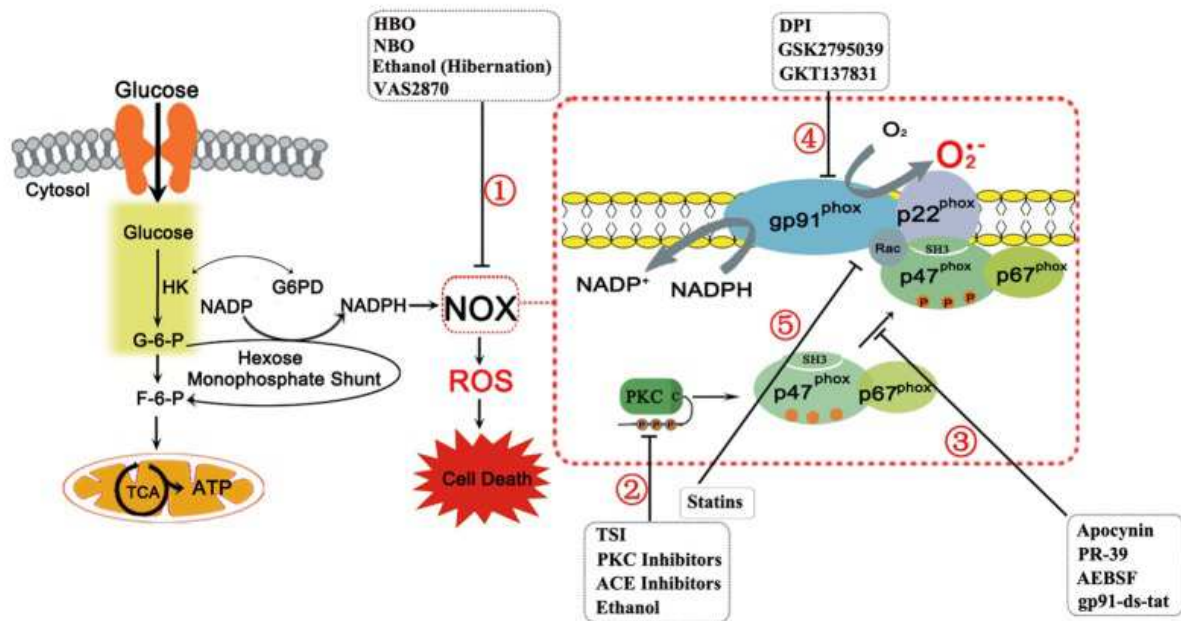 HBO
NBO
Ethanol (Hibernation)
VAS2870
DPI
GSK2795039
GKT137831
Glucose
Cytosol
①
④
O₂
O₂•-
gp91phox
p22phox
Rac
SH3
p47phox
p67phox
P P P
NADP+
NADPH
Glucose
HK
G6PD
NADP
NADPH
NOX
G-6-P
Hexose
Monophosphate Shunt
F-6-P
ROS
⑤
SH3
p47phox
p67phox
PKC c
P P P
TCA
ATP
Cell Death
②
③
Statins
TSI
PKC Inhibitors
ACE Inhibitors
Ethanol
Apocynin
PR-39
AEBSF
gp91-ds-tat